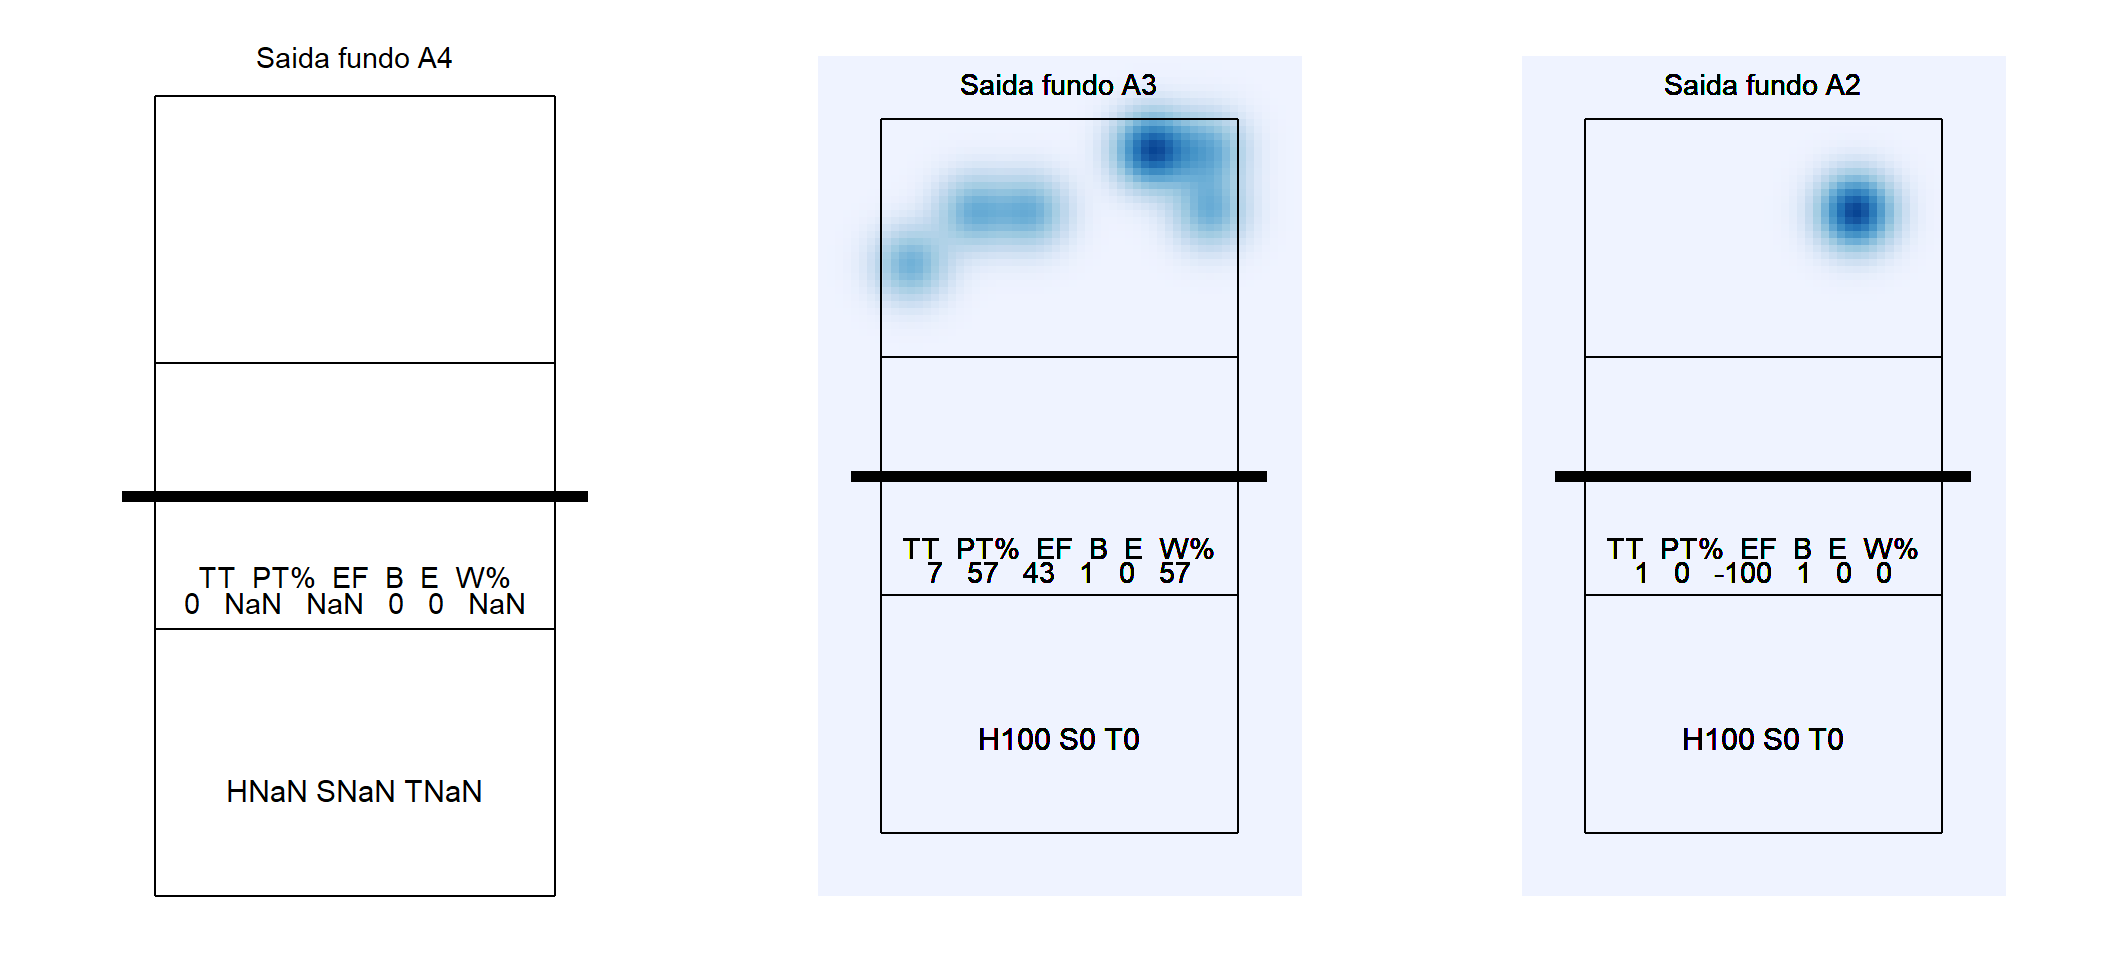 Saida fundo A4
TT PT% EF B E W%
0 NaN NaN 0 0 NaN
HNaN SNaN TNaN
Saida fundo A3
TT PT% EF B E W%
7 57 43 1 0 57
H100 S0 T0
Saida fundo A2
TT PT% EF B E W%
1 0 -100 1 0 0
H100 S0 T0